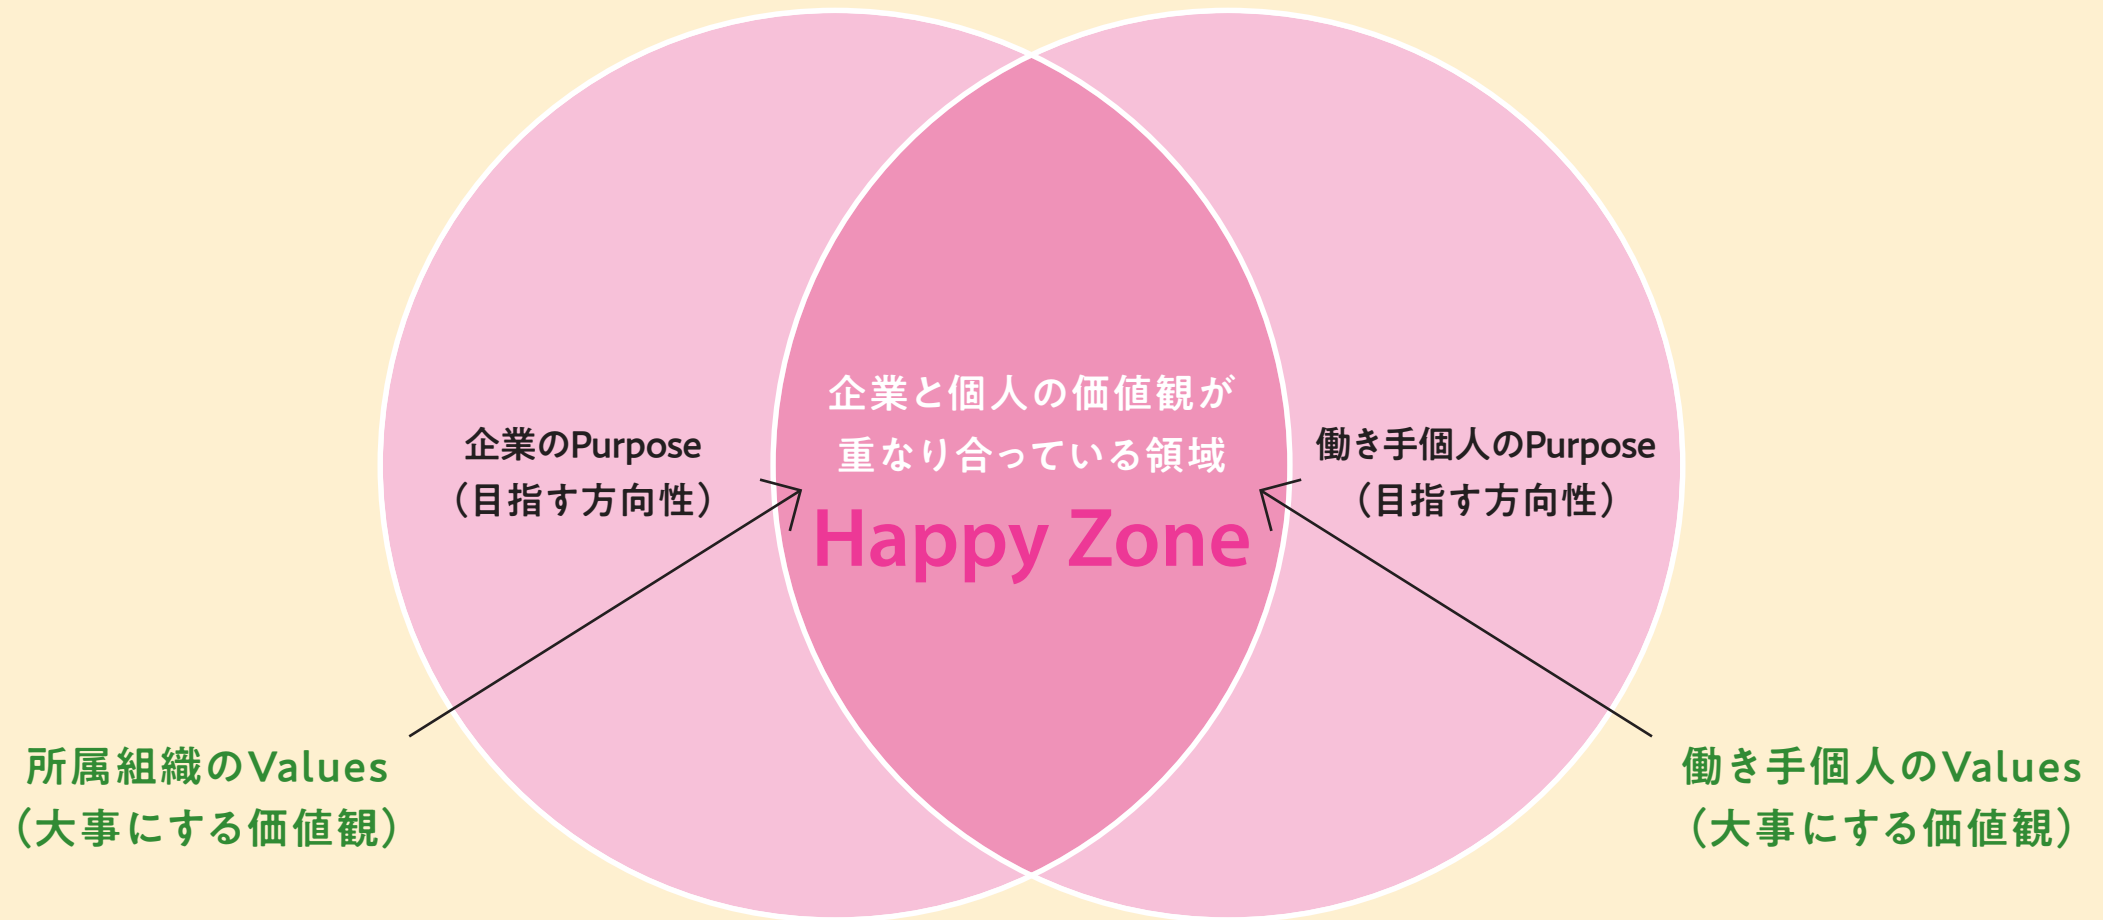 企業のPurpose
（目指す方向性）
企業と個人の価値観が
重なり合っている領域
Happy Zone
働き手個人のPurpose
（目指す方向性）
所属組織のValues
（大事にする価値観）
働き手個人のValues
（大事にする価値観）